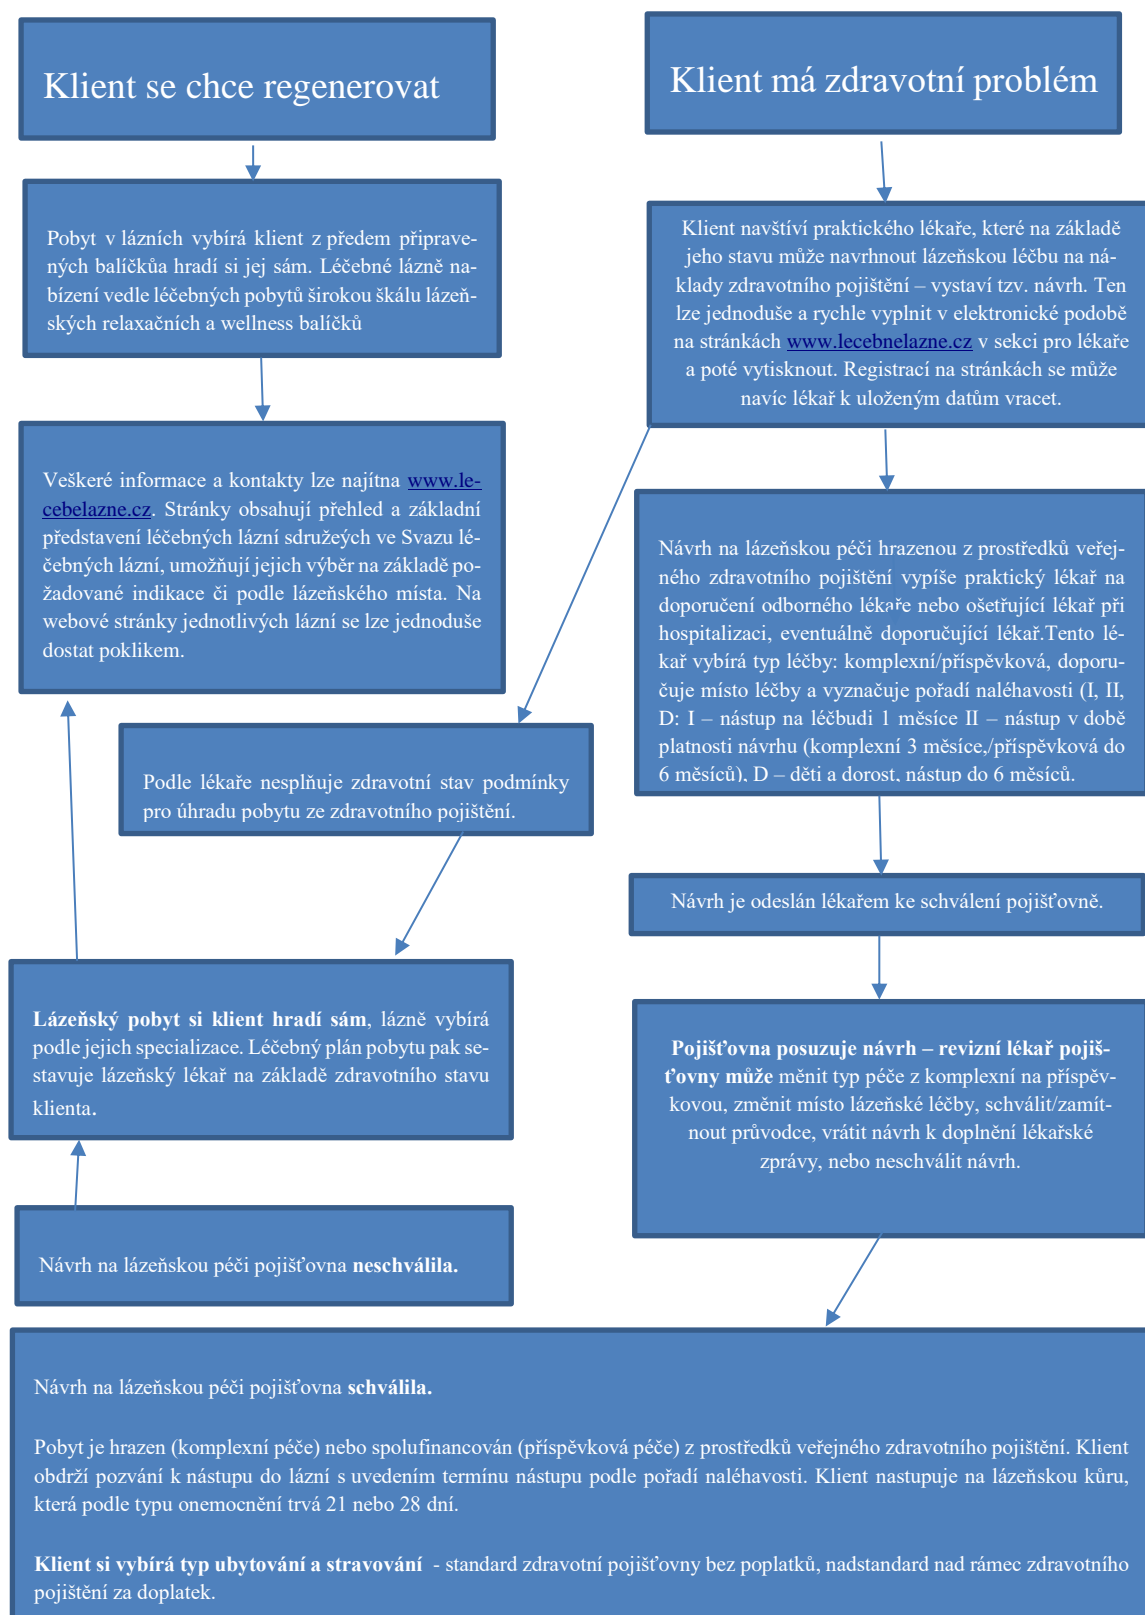 Klient se chce regenerovat
Klient má zdravotní problém
Pobyt v lázních vybírá klient z předem připrave-
ných balíčkůa hradí si jej sám. Léčebné lázně na-
bízení vedle léčebných pobytů širokou škálu lázeň-
ských relaxačních a wellness balíčků
Klient navštíví praktického lékaře, které na základě
jeho stavu může navrhnout lázeňskou léčbu na ná-
klady zdravotního pojištění – vystaví tzv. návrh. Ten
lze jednoduše a rychle vyplnit v elektronické podobě
na stránkách www.lecebnelazne.cz v sekci pro lékaře
a poté vytisknout. Registrací na stránkách se může
navíc lékař k uloženým datům vracet.
Veškeré informace a kontakty lze najítna www.le-
cebelazne.cz. Stránky obsahují přehled a základní
představení léčebných lázní sdružeých ve Svazu lé-
čebných lázní, umožňují jejich výběr na základě po-
žadované indikace či podle lázeňského místa. Na
webové stránky jednotlivých lázní se lze jednoduše
dostat poklikem.
Návrh na lázeňskou péči hrazenou z prostředků veřej-
ného zdravotního pojištění vypíše praktický lékař na
doporučení odborného lékaře nebo ošetřující lékař při
hospitalizaci, eventuálně doporučující lékař.Tento lé-
kař vybírá typ léčby: komplexní/příspěvková, doporu-
čuje místo léčby a vyznačuje pořadí naléhavosti (I, II,
D: I – nástup na léčbudi 1 měsíce II – nástup v době
platnosti návrhu (komplexní 3 měsíce,/příspěvková do
6 měsíců), D – děti a dorost, nástup do 6 měsíců.
Podle lékaře nesplňuje zdravotní stav podmínky
pro úhradu pobytu ze zdravotního pojištění.
Návrh je odeslán lékařem ke schválení pojišťovně.
Lázeňský pobyt si klient hradí sám, lázně vybírá
podle jejich specializace. Léčebný plán pobytu pak se-
stavuje lázeňský lékař na základě zdravotního stavu
klienta.
Pojišťovna posuzuje návrh – revizní lékař pojiš-
ťovny může měnit typ péče z komplexní na příspěv-
kovou, změnit místo lázeňské léčby, schválit/zamít-
nout průvodce, vrátit návrh k doplnění lékařské
zprávy, nebo neschválit návrh.
Návrh na lázeňskou péči pojišťovna neschválila.
Návrh na lázeňskou péči pojišťovna schválila.
Pobyt je hrazen (komplexní péče) nebo spolufinancován (příspěvková péče) z prostředků veřejného zdravotního pojištění. Klient
obdrží pozvání k nástupu do lázní s uvedením termínu nástupu podle pořadí naléhavosti. Klient nastupuje na lázeňskou kůru,
která podle typu onemocnění trvá 21 nebo 28 dní.
Klient si vybírá typ ubytování a stravování - standard zdravotní pojišťovny bez poplatků, nadstandard nad rámec zdravotního
pojištění za doplatek.